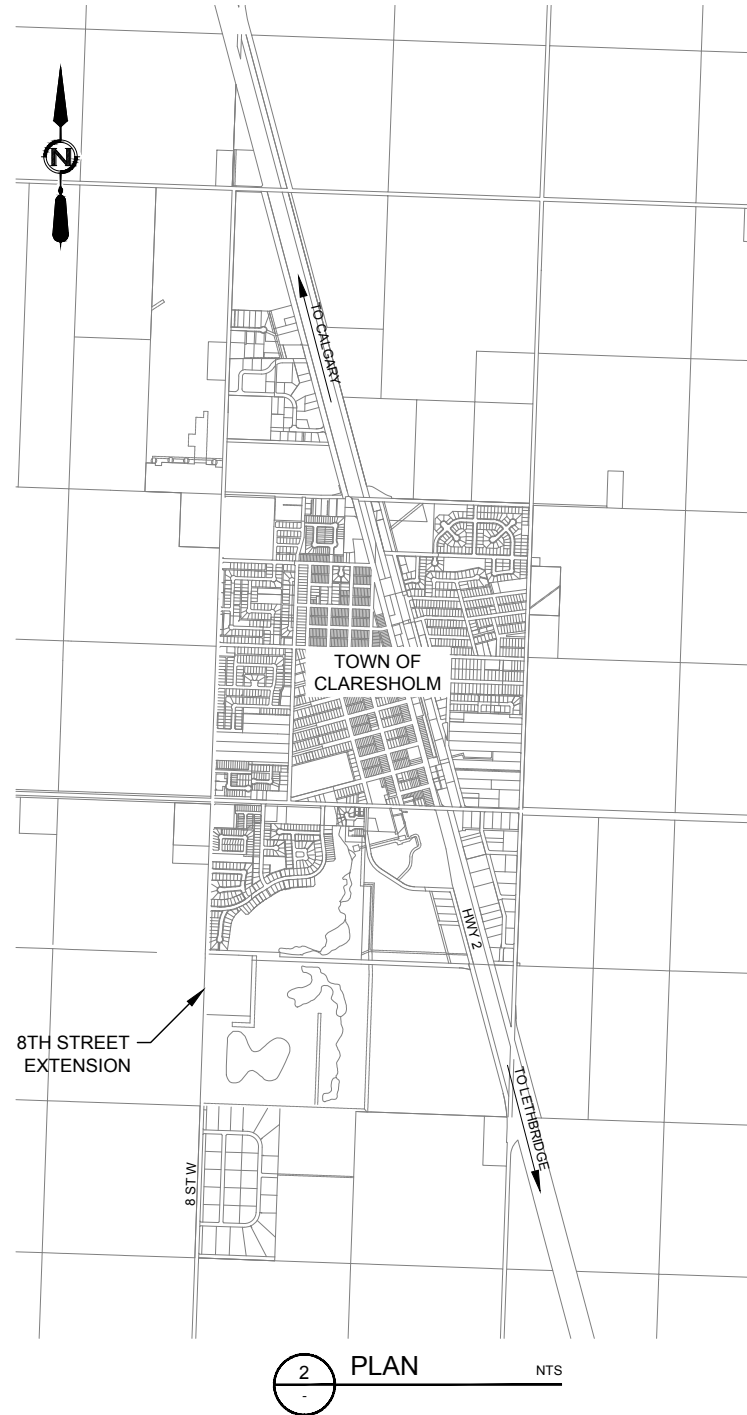 N
TO CALGARY
TOWN OF
CLARESHOLM
HWY 2
8TH STREET
EXTENSION
TO LETHBRIDGE
8 ST W
2
-
PLAN
NTS